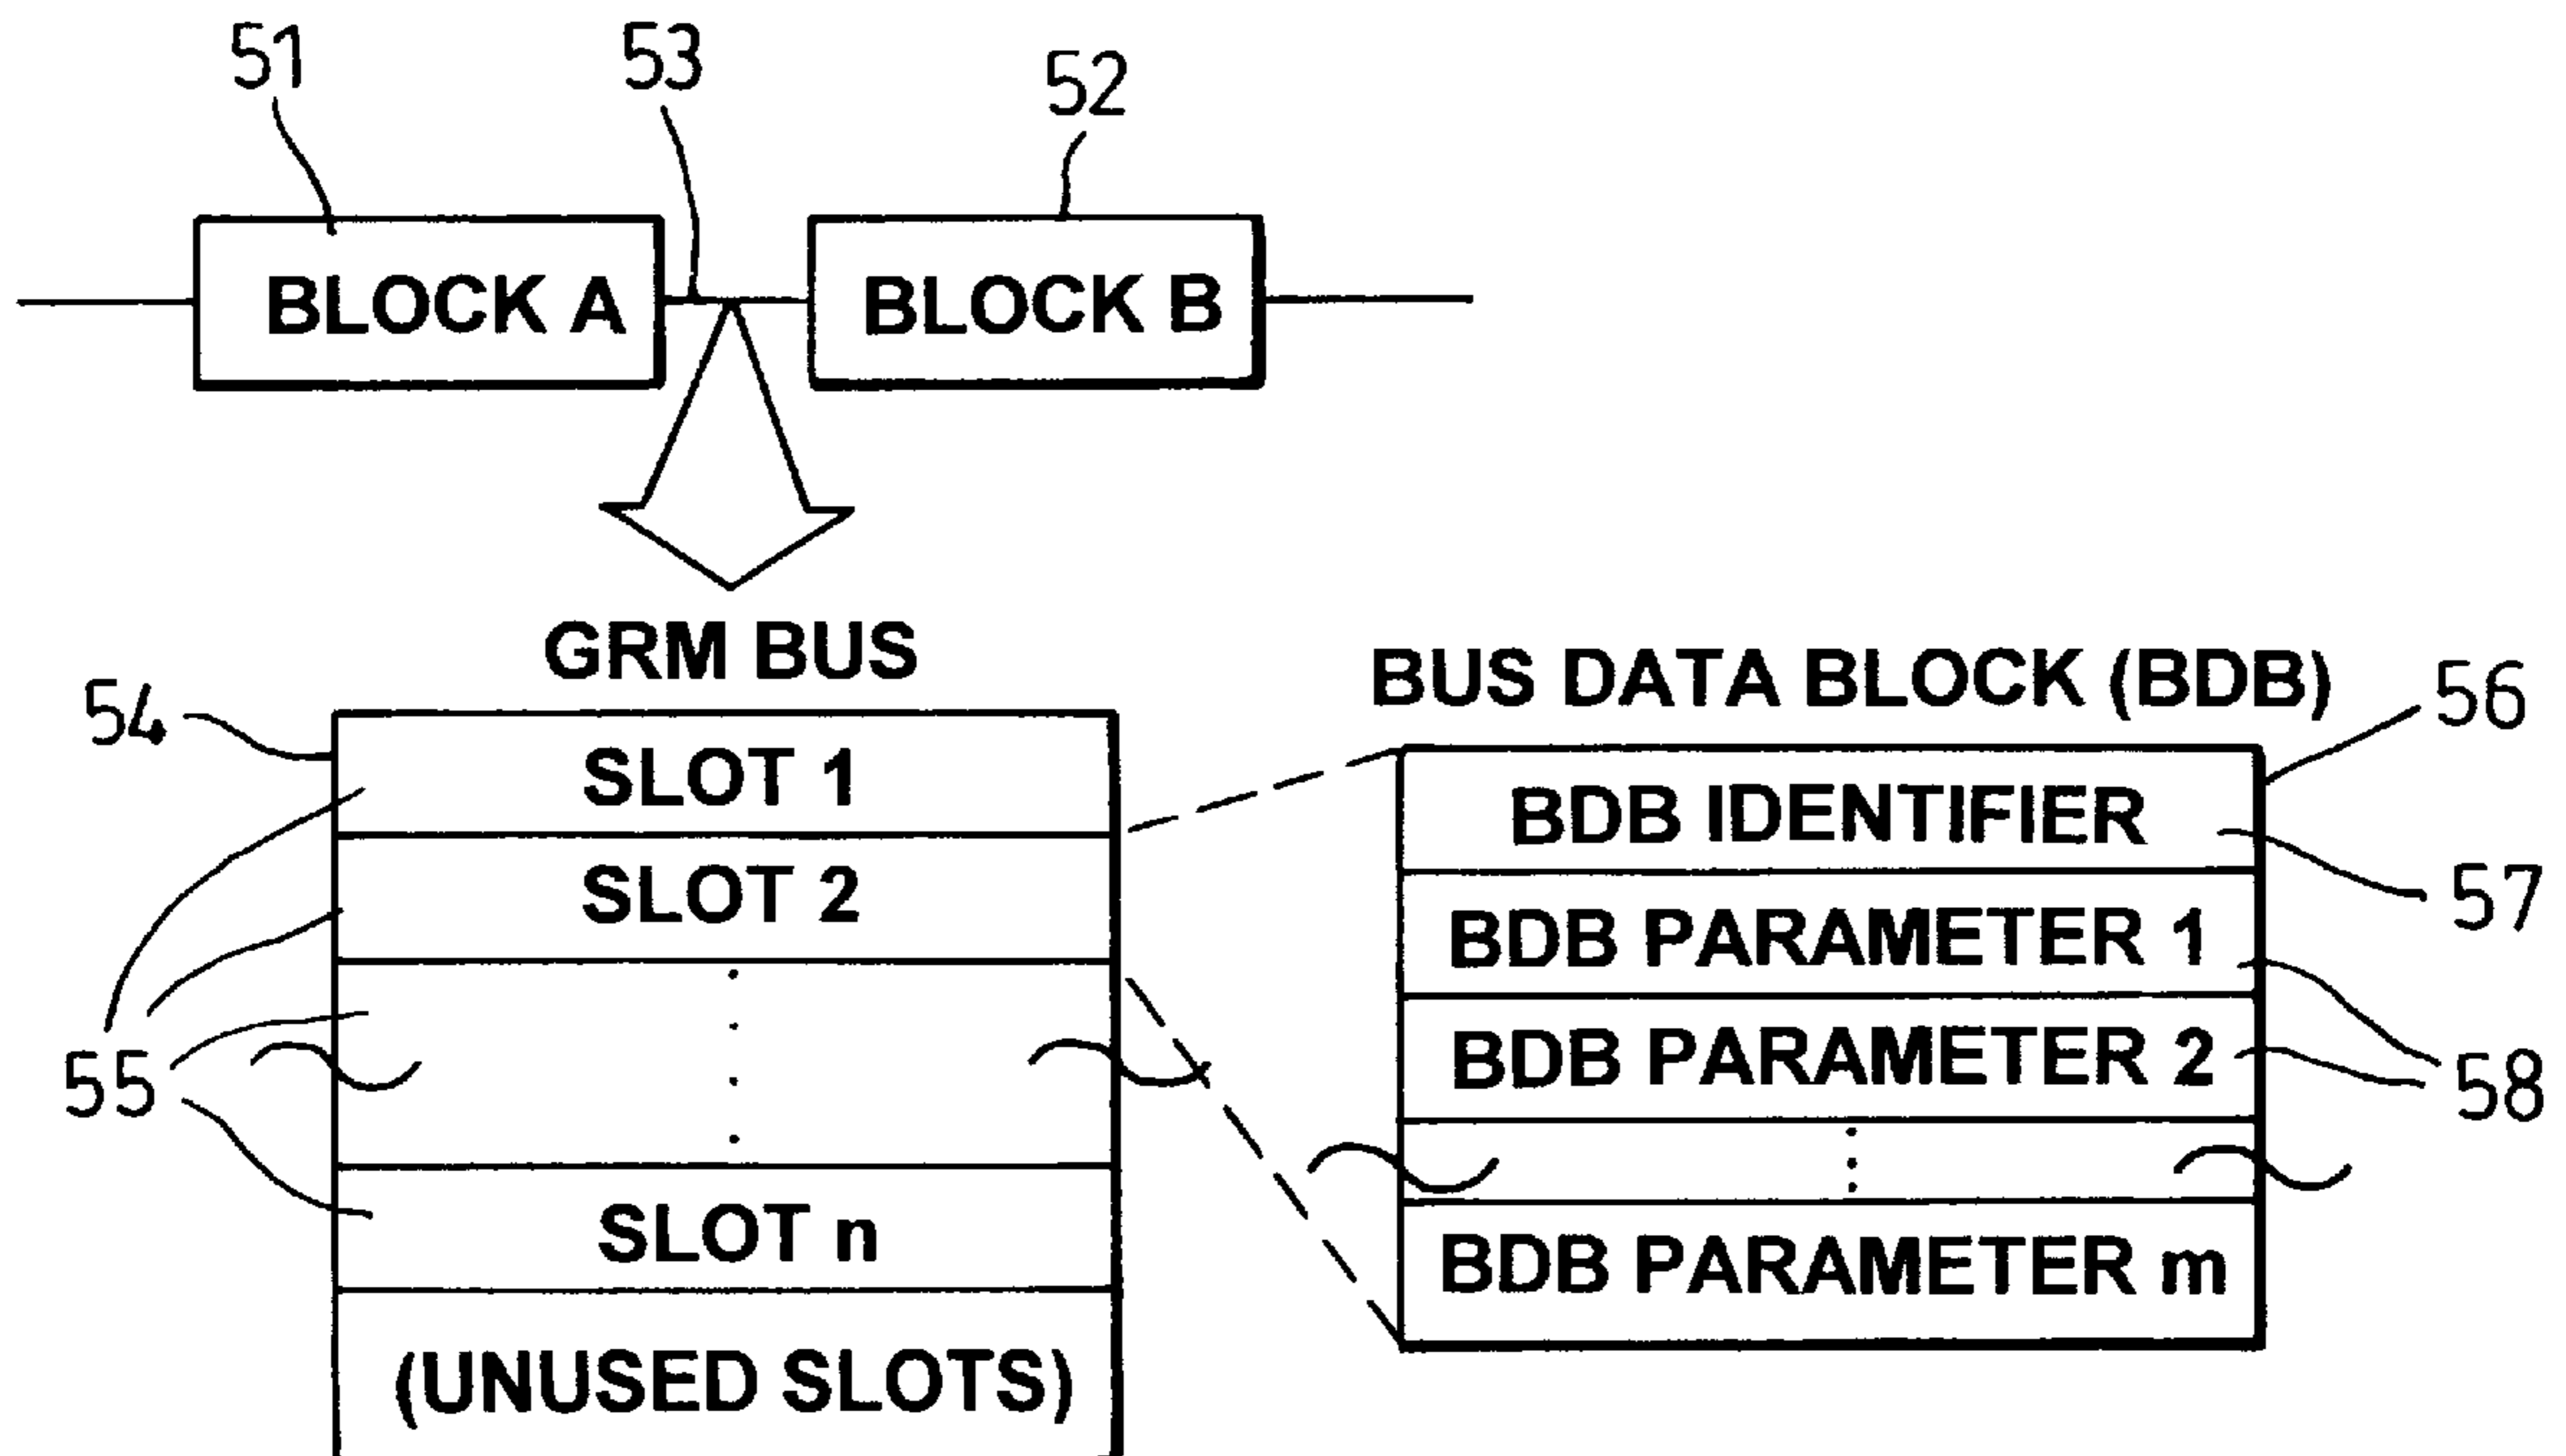 51
53
52
BLOCK A
BLOCK B
GRM BUS
BUS DATA BLOCK (BDB)
54
56
SLOT 1
BDB IDENTIFIER
SLOT 2
57
BDB PARAMETER 1
BDB PARAMETER 2
55
58
SLOT n
BDB PARAMETER m
(UNUSED SLOTS)